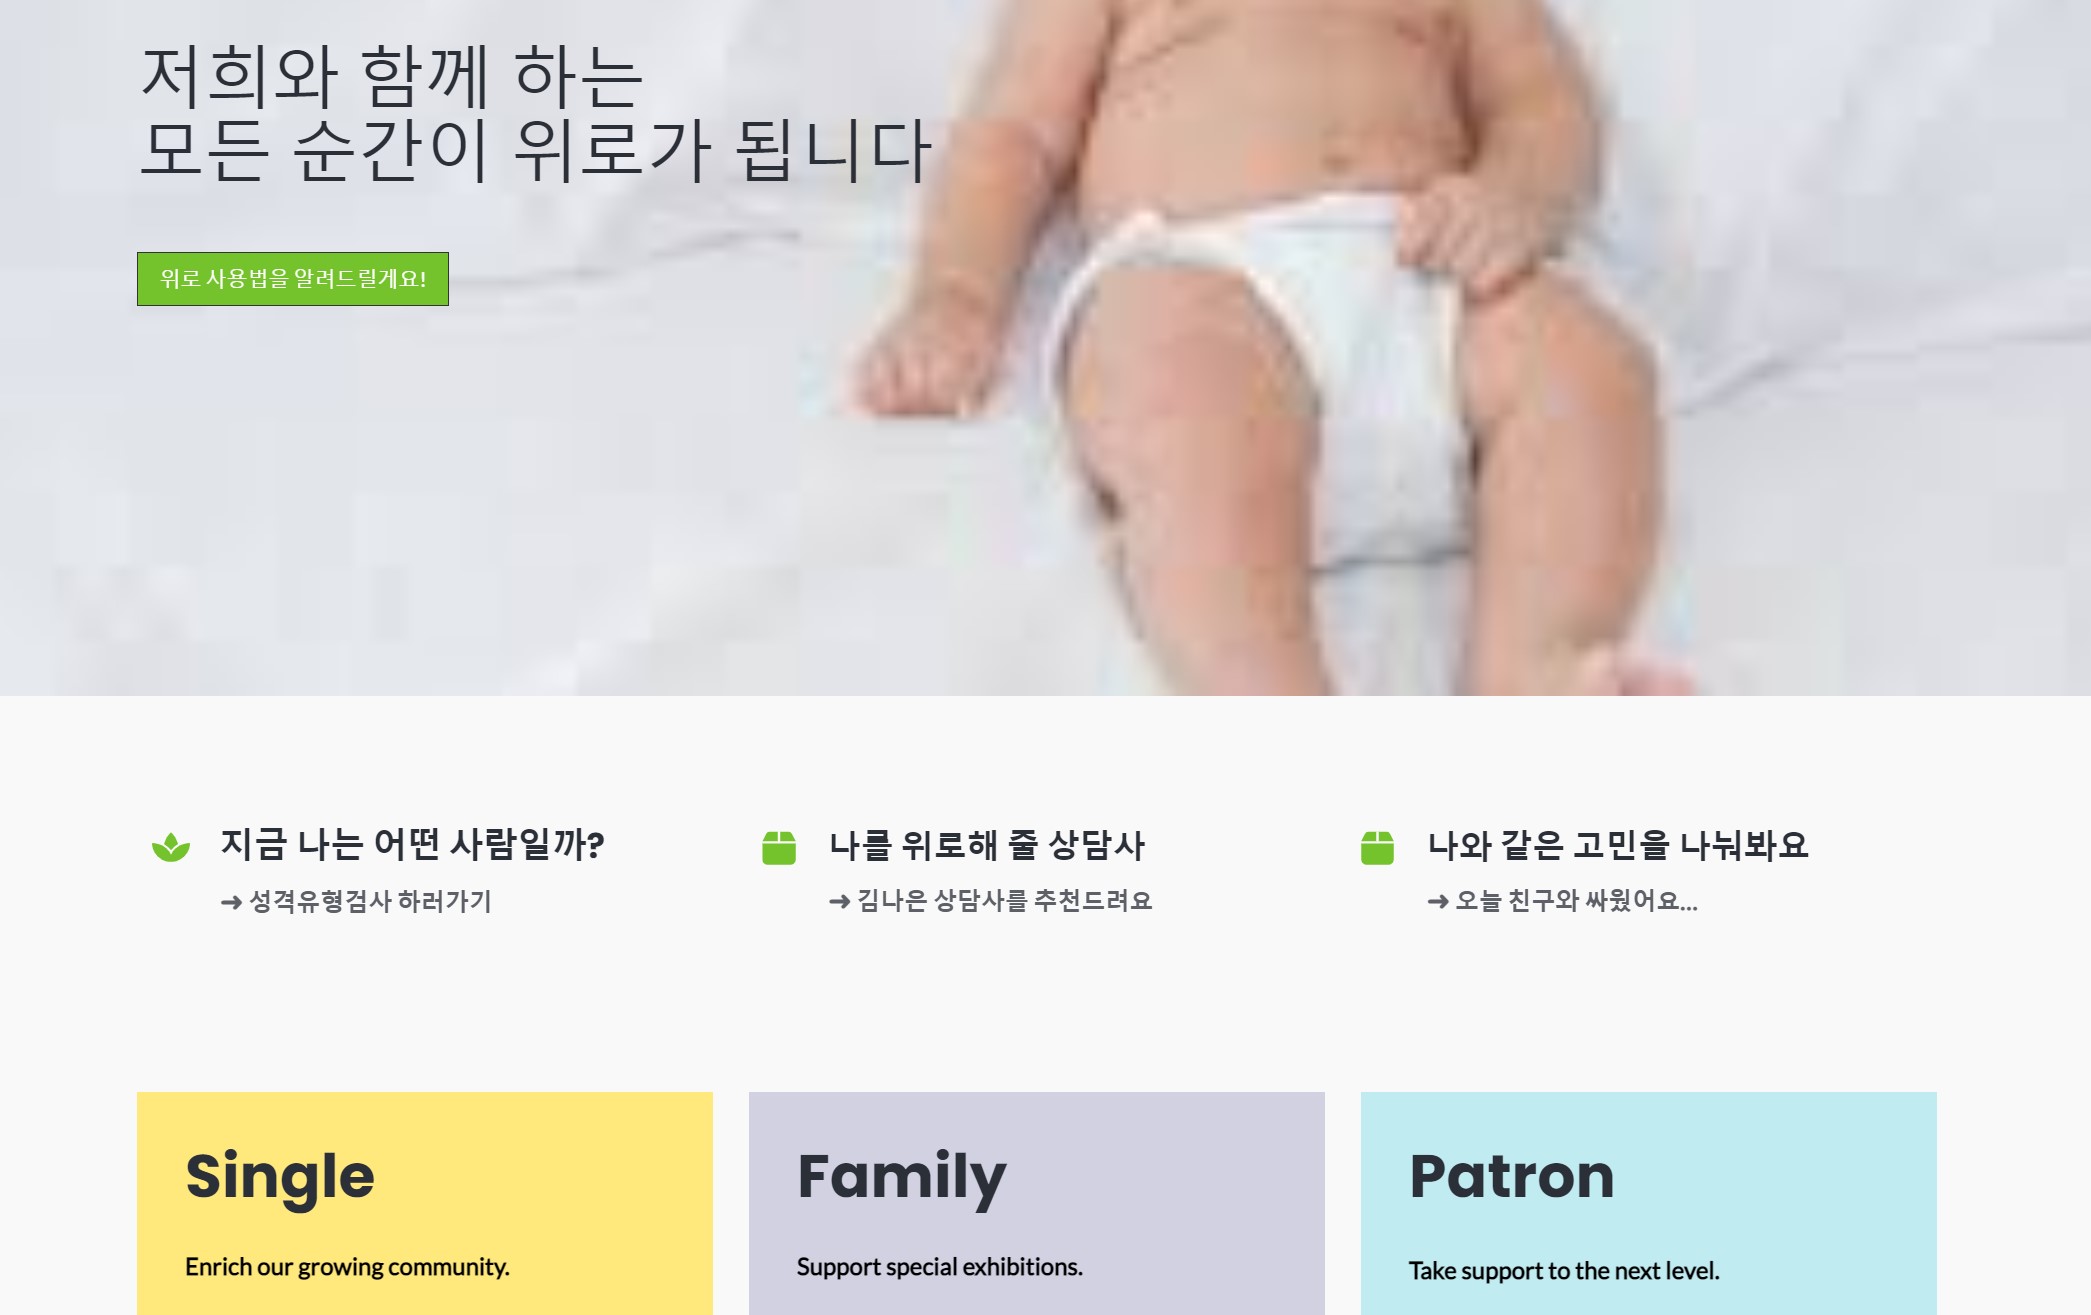 저희와 함께 하는
모든 순간이 위로가 됩니다
위로 사용법을 알려드릴게요!
지금 나는 어떤 사람일까?
→ 성격유형검사 하러가기
나를 위로해 줄 상담사
→ 김나은 상담사를 추천드려요
나와 같은 고민을 나눠봐요
→ 오늘 친구와 싸웠어요...
Single
Enrich our growing community.
Family
Support special exhibitions.
Patron
Take support to the next level.